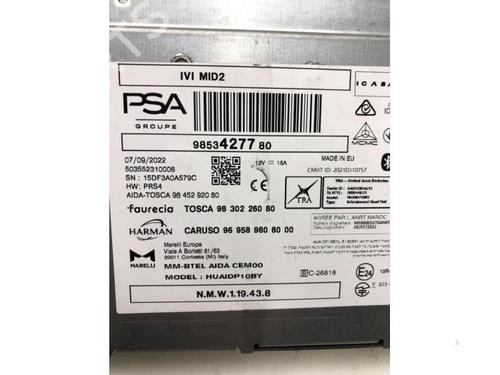 IVI MID2
ICASA
PSA
GROUPE
98534277 80
MCMC
07/09/2022
503552310006
SN : 15DF3A0A579C
HW: PRS4
AIDA-TOSCA 98 452 920 80
12V 15A
MADE IN EU
CMIIT ID: 2021DJ10757
TRA
faurecia TOSCA 98 302 260 80
HARMAN CARUSO 96 958 980 80 00
AGREE PAR L'ANRT MAROC
Marelli Europe
Viale A Borletti 61/63
20011 Corbetta (Mi) Italy
MARELLI
MM-BTEL AIDA CEM00
MODEL : HUAIDP10BY
C-26818
E24
N.M.W.1.19.43.8